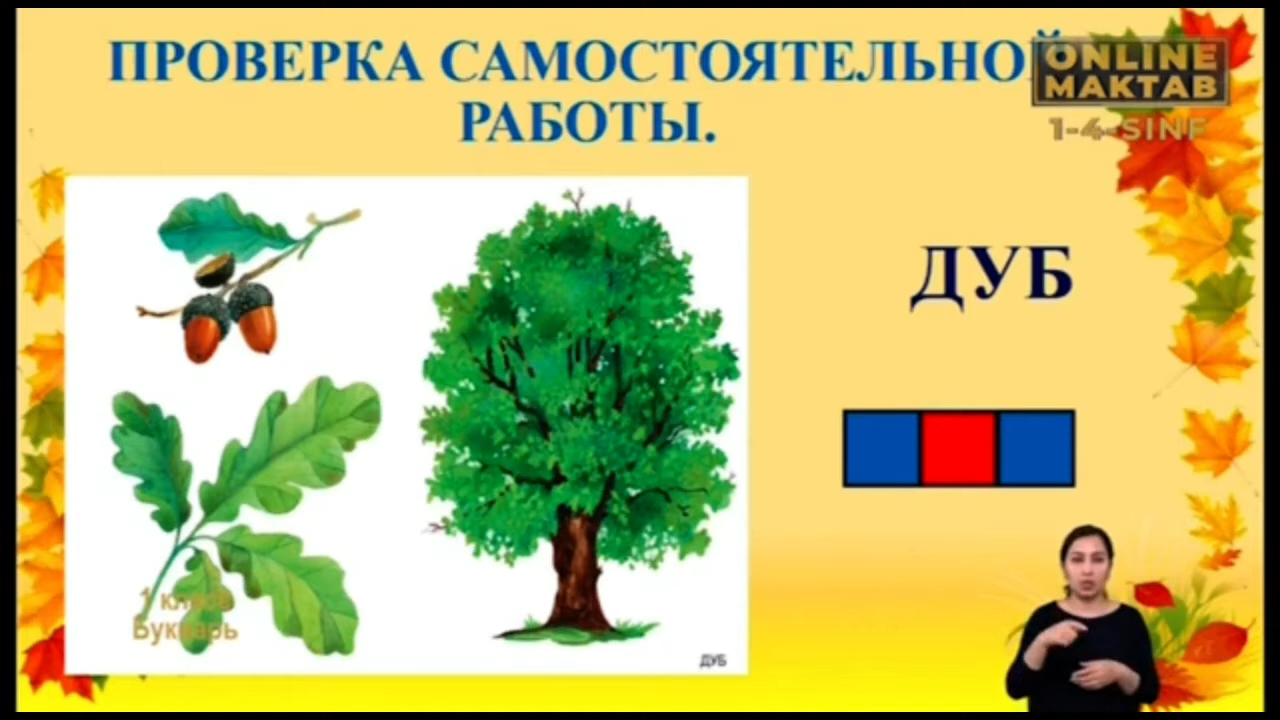 ПРОВЕРКА САМОСТОЯТЕЛЬНОЙ
РАБОТЫ.
ONLINE
MAKTAB
1-4-SINF
ДУБ
1 класс
Букварь
ДУБ